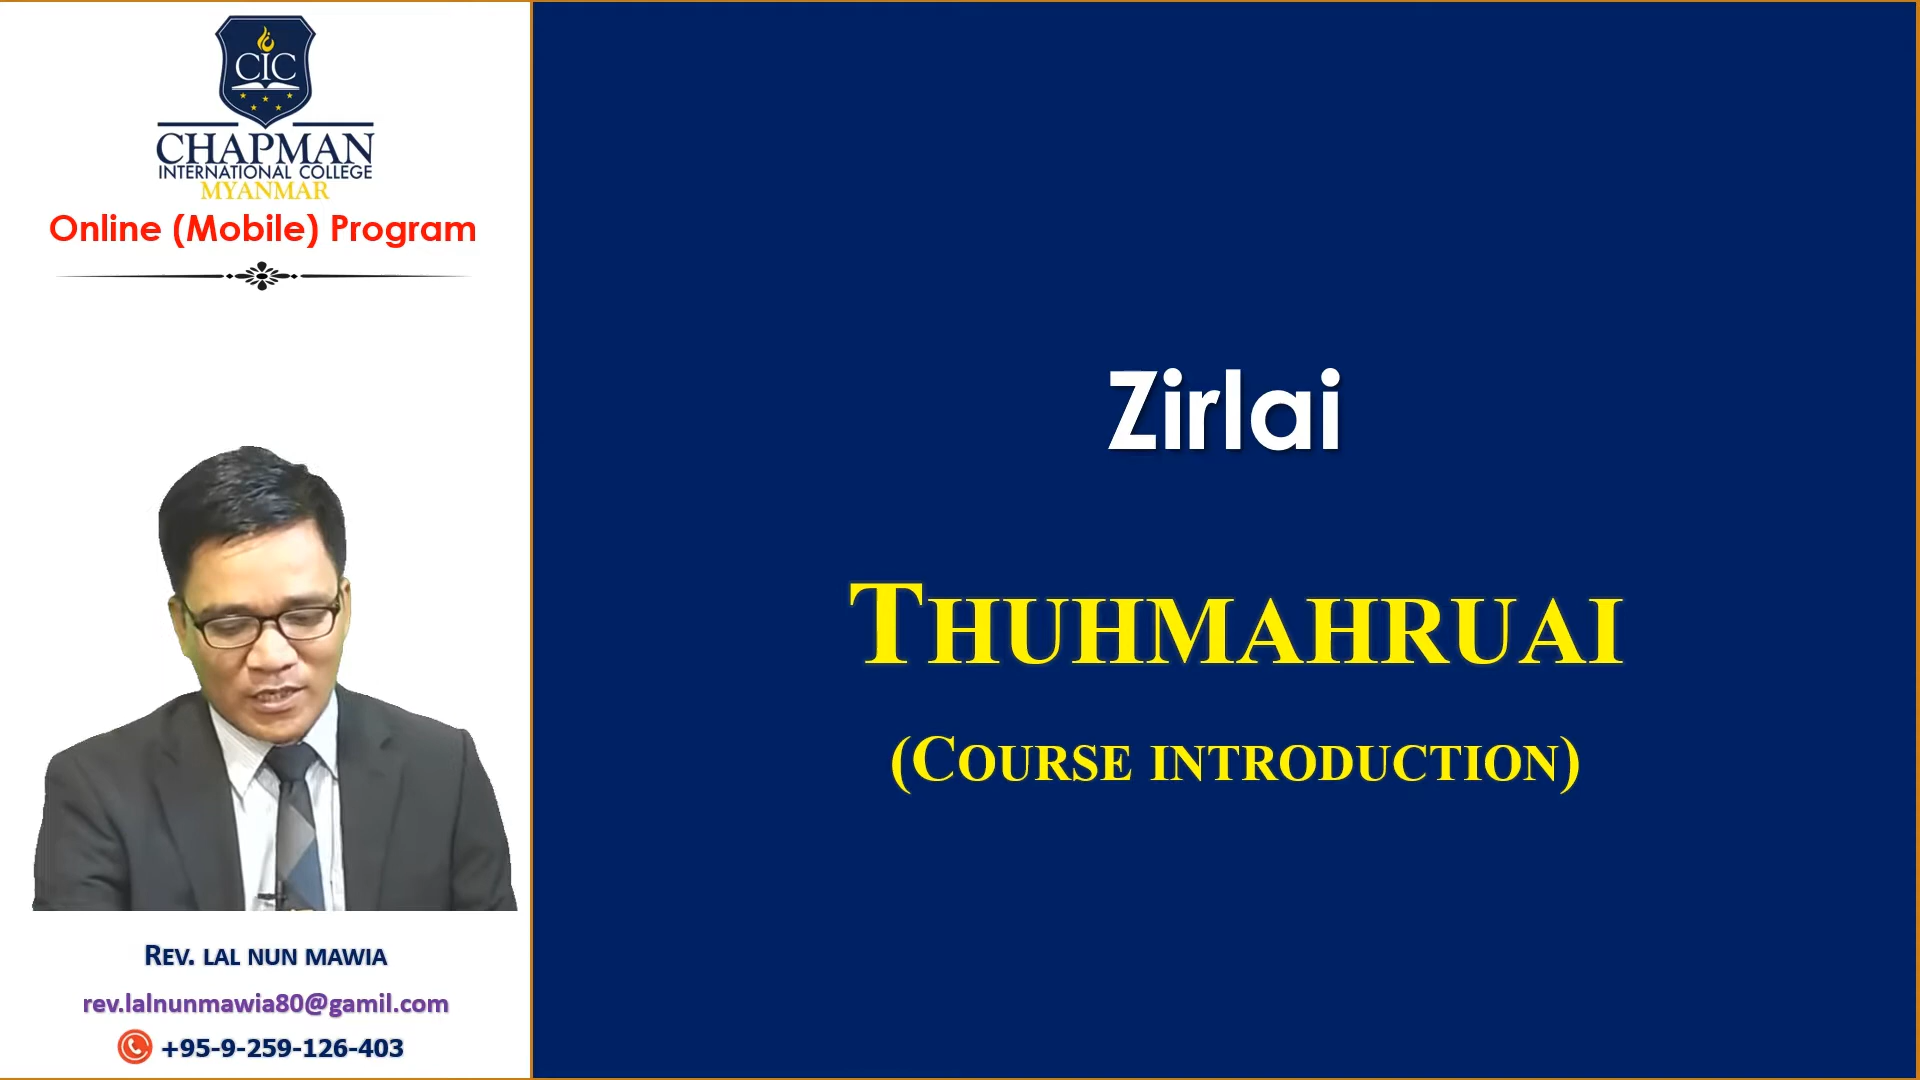 CIC
CHAPMAN
INTERNATIONAL COLLEGE
MYANMAR
Online (Mobile) Program
REV. LAL NUN MAWIA
rev.lalnunmawia80@gamil.com
+95-9-259-126-403
Zirlai
THUHMAHRUAI
(COURSE INTRODUCTION)